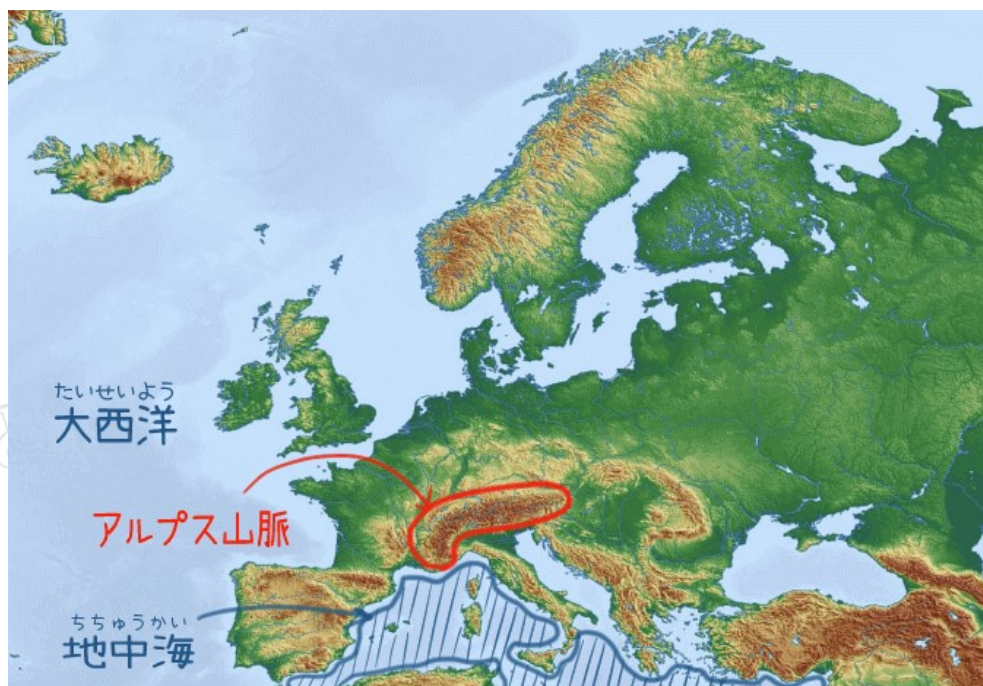 たいせいよう
大西洋
アルプス山脈
ちちゅうかい
地中海